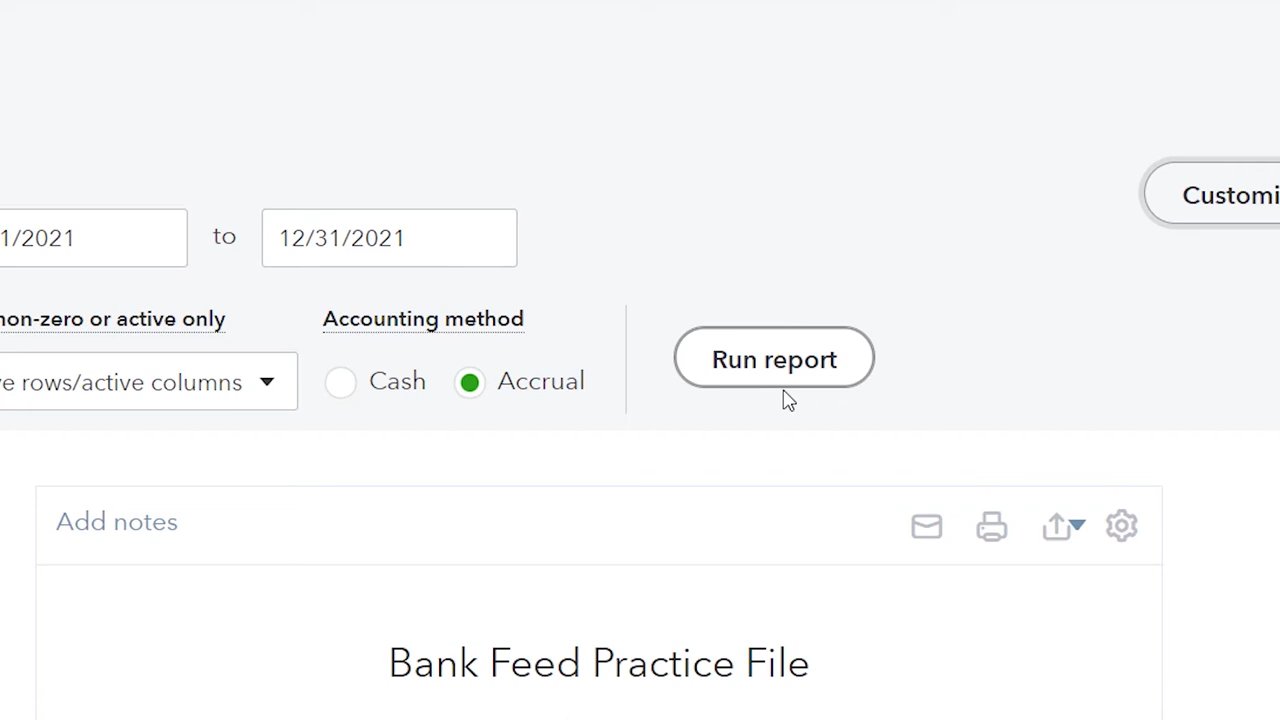 Customi
1/2021 to 12/31/2021
non-zero or active only Accounting method
Run report
ve rows/active columns Cash Accrual
Add notes
Bank Feed Practice File